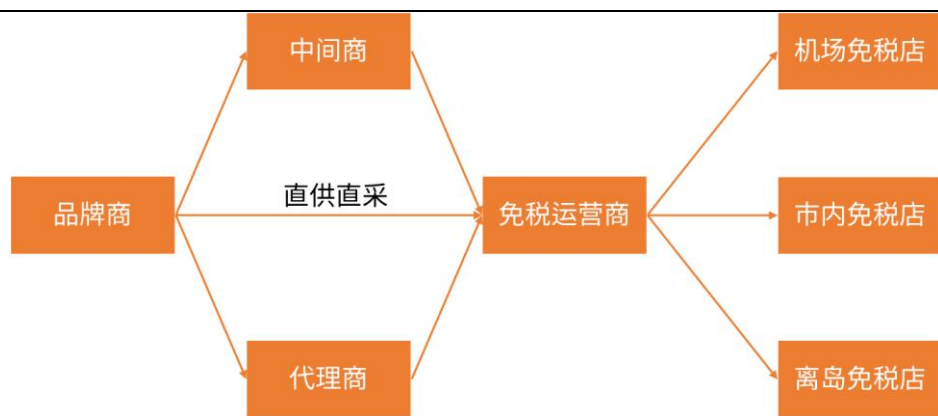 中间商
机场免税店
品牌商
直供直采
免税运营商
市内免税店
代理商
离岛免税店